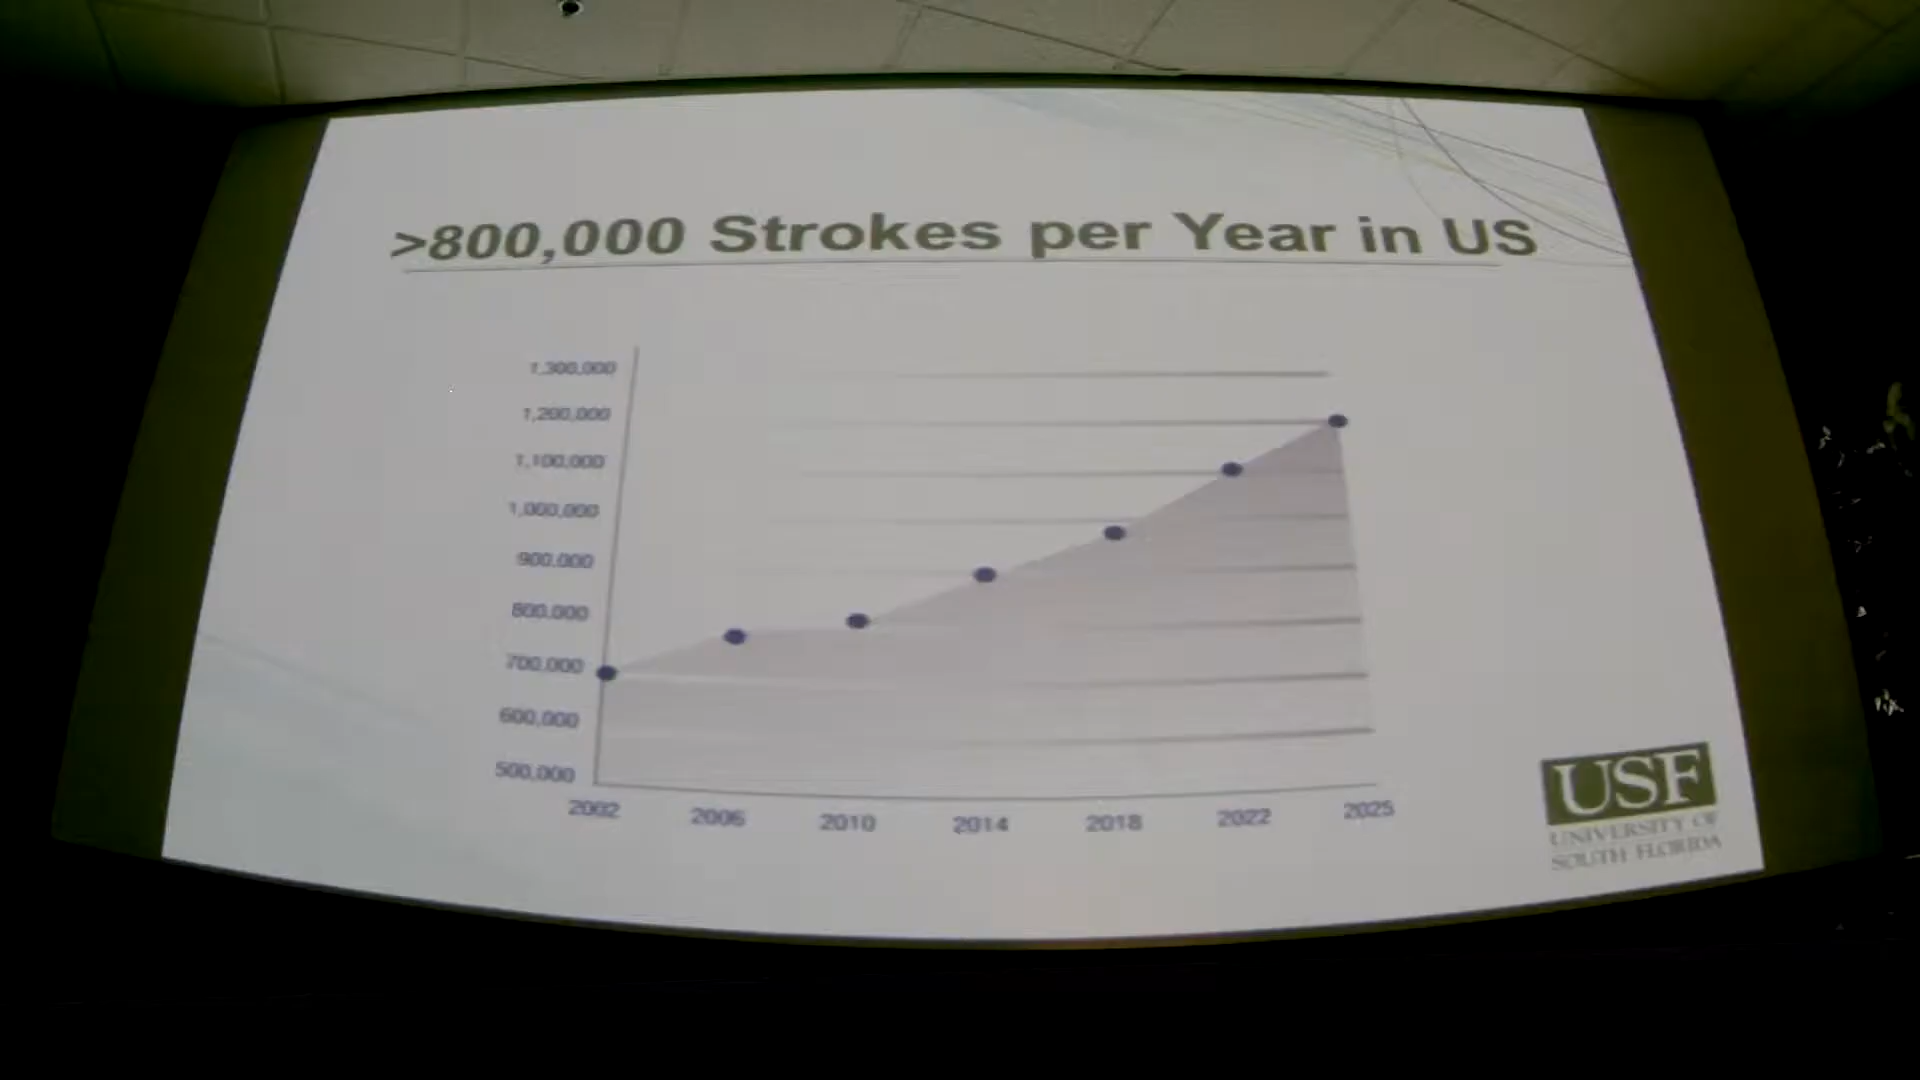 >800,000 Strokes per Year in US
1,300,000
1,200,000
1,100,000
1,000,000
900,000
800,000
700,000
600,000
500,000
2002 2006 2010 2014 2018 2022 2025
USF
UNIVERSITY OF
SOUTH FLORIDA